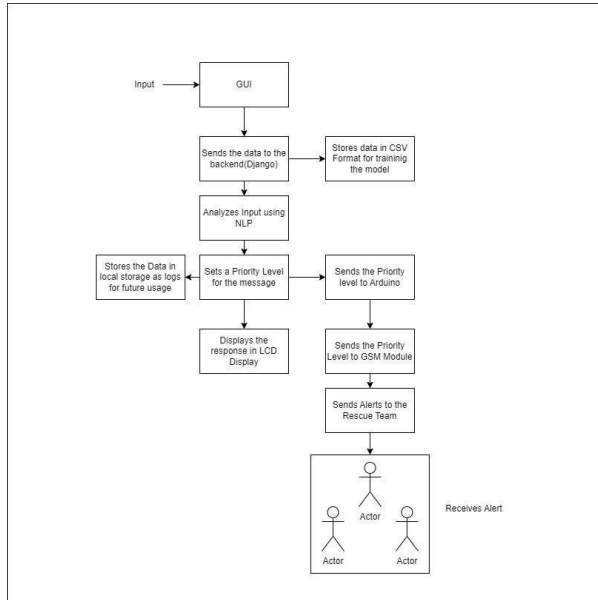 Input
GUI
Sends the data to the
backend(Django)
Stores data in CSV
Format for traininig
the model
Analyzes Input using
NLP
Stores the Data in
local storage as logs
for future usage
Sets a Priority Level
for the message
Sends the Priority
level to Arduino
Displays the
response in LCD
Display
Sends the Priority
Level to GSM Module
Sends Alerts to the
Rescue Team
Actor
Receives Alert
Actor
Actor